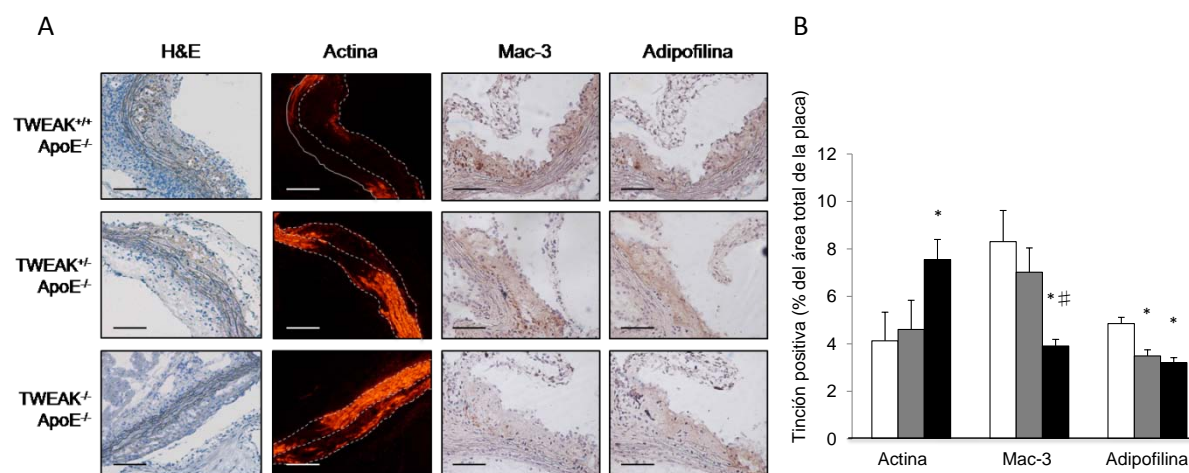 A
H&E Actina Mac-3 Adipofilina
TWEAK+/+
ApoE-/-
TWEAK+/-
ApoE-/-
TWEAK-/-
ApoE-/-
B
Tinción positiva (% del área total de la placa)
12
10
8
6
4
2
0
*
*#
*
*
Actina Mac-3 Adipofilina